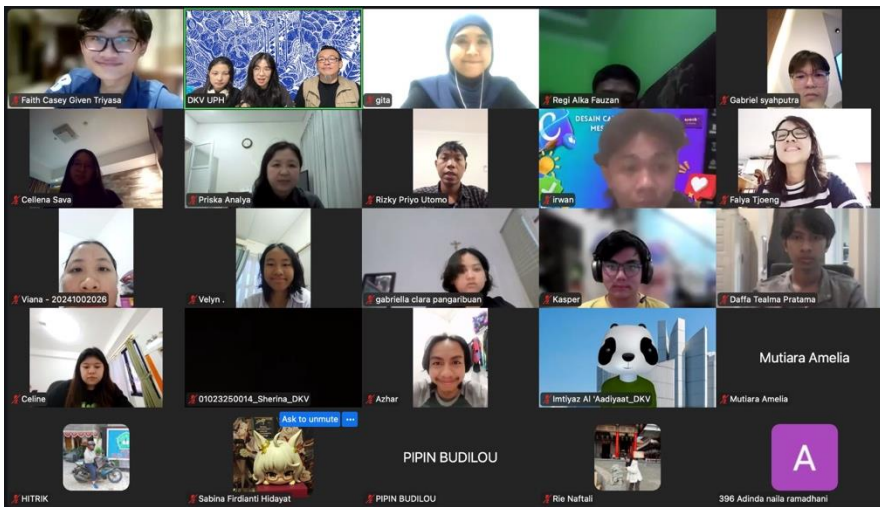 Faith Casey Given Triyasa
DKV UPH
gita
Regi Alka Fauzan
Gabriel syahputra
Cellena Sava
Priska Analya
Rizky Priyo Utomo
DESAIN CA
MES
irwan
Falya Tjoeng
Viana - 20241002026
Velyn .
gabriella clara pangaribuan
Kasper
Daffa Tealma Pratama
Celine
01023250014_Sherina_DKV
Azhar
Imtiyaz Al 'Aadiyaat_DKV
Mutiara Amelia
Mutiara Amelia
Ask to unmute
HITRIK
Sabina Firdianti Hidayat
PIPIN BUDILOU
PIPIN BUDILOU
Rie Naftali
A
396 Adinda naila ramadhani